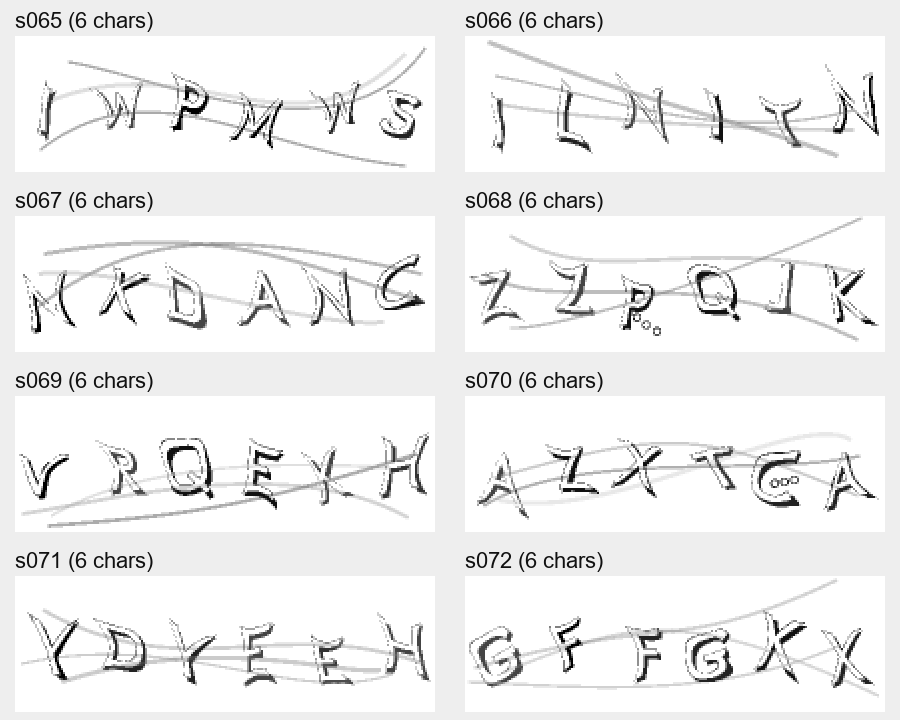 s065 (6 chars)
s066 (6 chars)
IWPMWS
ILNITN
s067 (6 chars)
s068 (6 chars)
NXDANC
ZZPQJK
s069 (6 chars)
s070 (6 chars)
VRQEXH
AZXTCA
s071 (6 chars)
s072 (6 chars)
YDYEEH
GFFGXX